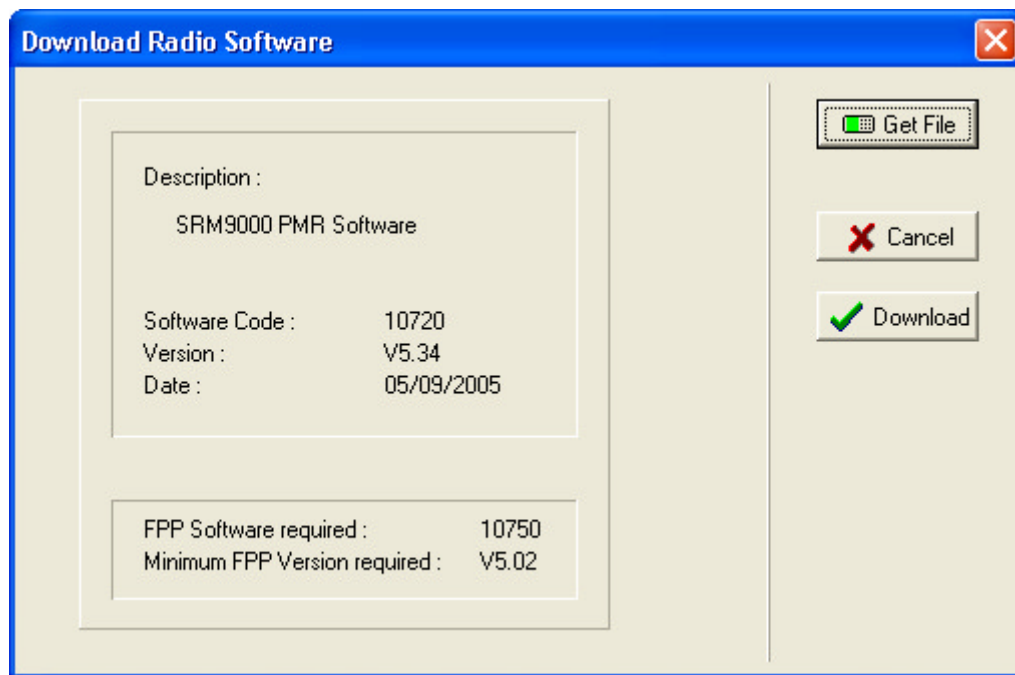 Download Radio Software
Get File
Description :
SRM9000 PMR Software
Cancel
Software Code : 10720
Download
Version : V5.34
Date : 05/09/2005
FPP Software required : 10750
Minimum FPP Version required : V5.02